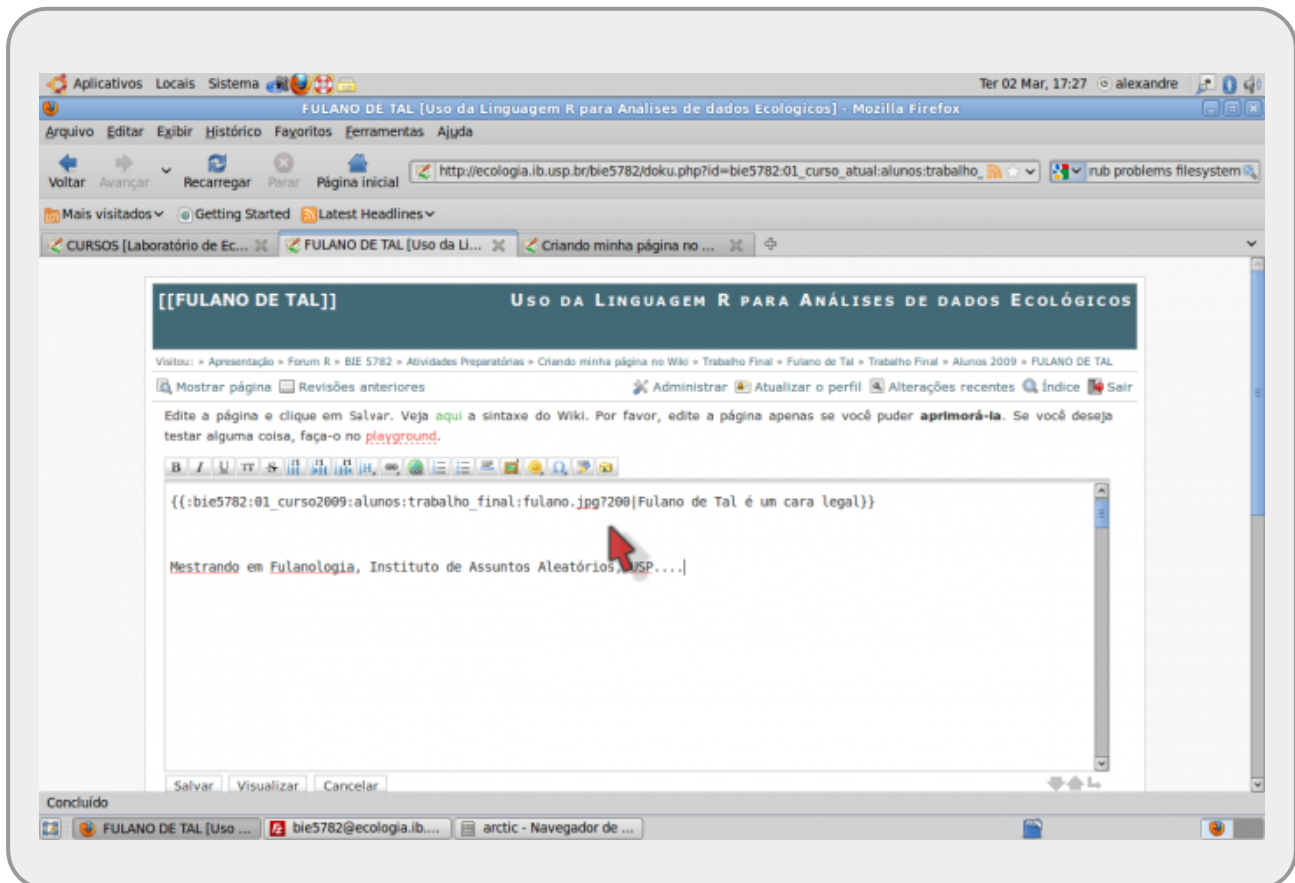 Aplicativos Locais Sistema Ter 02 Mar, 17:27 alexandre
FULANO DE TAL [Uso da Linguagem R para Análises de dados Ecológicos] - Mozilla Firefox
Arquivo Editar Exibir Histórico Favoritos Ferramentas Ajuda
Voltar Avançar Recarregar Parar Página inicial http://ecologia.ib.usp.br/bie5782/doku.php?id=bie5782:01_curso_atual:alunos:trabalho_ rub problems filesystem
Mais visitados Getting Started Latest Headlines
CURSOS [Laboratório de Ec... FULANO DE TAL [Uso da Li... Criando minha página no ...
[[FULANO DE TAL]] USO DA LINGUAGEM R PARA ANÁLISES DE DADOS ECOLÓGICOS
Visitou: » Apresentação » Forum R » BIE 5782 » Atividades Preparatórias » Criando minha página no Wiki » Trabalho Final » Fulano de Tal » Trabalho Final » Alunos 2009 » FULANO DE TAL
Mostrar página Revisões anteriores Administrar Atualizar o perfil Alterações recentes Índice Sair
Edite a página e clique em Salvar. Veja aqui a sintaxe do Wiki. Por favor, edite a página apenas se você puder aprimorá-la. Se você deseja
testar alguma coisa, faça-o no playground.
B I U TT S
{{:bie5782:01_curso2009:alunos:trabalho_final:fulano.jpg?200|Fulano de Tal é um cara legal}}
Mestrando em Fulanologia, Instituto de Assuntos Aleatórios, USP....
Salvar Visualizar Cancelar
Concluído
FULANO DE TAL [Uso ... bie5782@ecologia.ib.... arctic - Navegador de ...